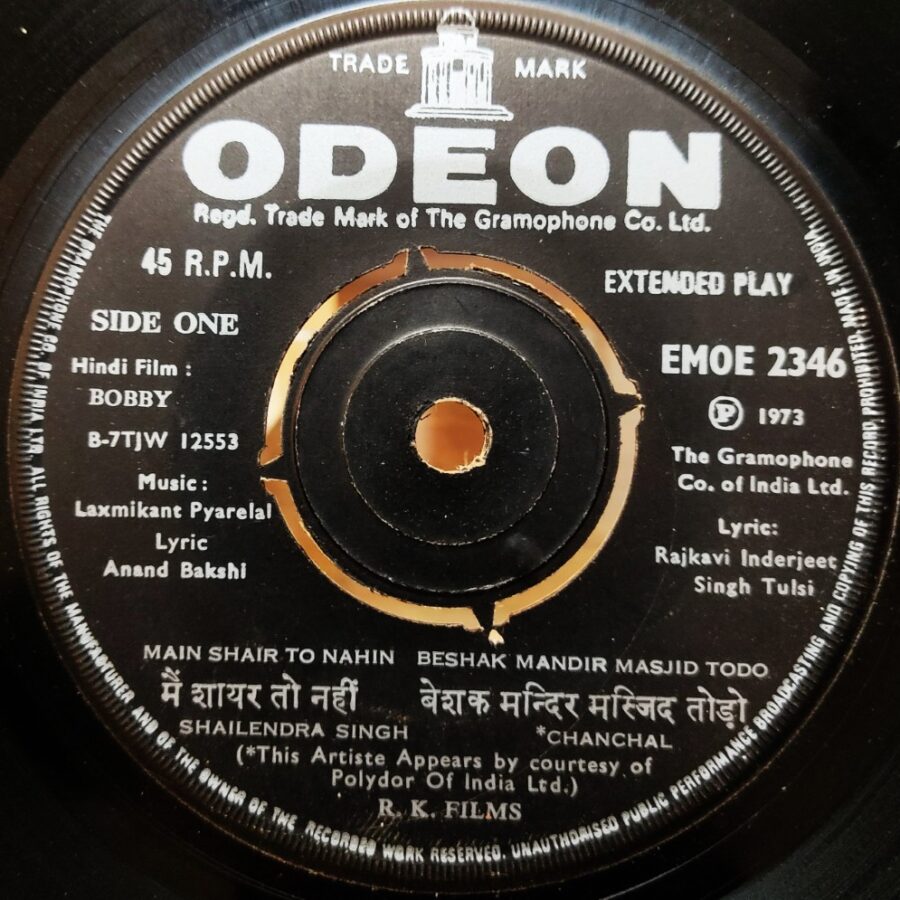 TRADE MARK
ODEON
Regd. Trade Mark of The Gramophone Co. Ltd.
45 R.P.M.
EXTENDED PLAY
SIDE ONE
EMOE 2346
Hindi Film :
BOBBY
B-7TJW 12553
Ⓟ 1973
The Gramophone
Co. of India Ltd.
Music :
Laxmikant Pyarelal
Lyric
Anand Bakshi
Lyric:
Rajkavi Inderjeet
Singh Tulsi
MAIN SHAIR TO NAHIN BESHAK MANDIR MASJID TODO
मैं शायर तो नहीं बेशक मन्दिर मस्जिद तोड़ो
SHAILENDRA SINGH *CHANCHAL
(*This Artiste Appears by courtesy of
Polydor Of India Ltd.)
R. K. FILMS
THE GRAMOPHONE CO. OF INDIA LTD. ALL RIGHTS OF THE MANUFACTURER AND OF THE OWNER OF THE RECORDED WORK RESERVED. UNAUTHORISED PUBLIC PERFORMANCE BROADCASTING AND COPYING OF THIS RECORD PROHIBITED. MADE IN INDIA.